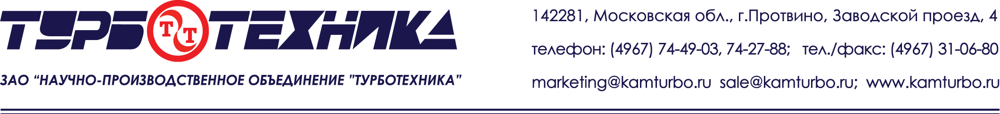 ТУРБОТЕХНИКА
ТТ
ЗАО “НАУЧНО-ПРОИЗВОДСТВЕННОЕ ОБЪЕДИНЕНИЕ ”ТУРБОТЕХНИКА”
142281, Московская обл., г.Протвино, Заводской проезд, 4
телефон: (4967) 74-49-03, 74-27-88; тел./факс: (4967) 31-06-80
marketing@kamturbo.ru sale@kamturbo.ru; www.kamturbo.ru